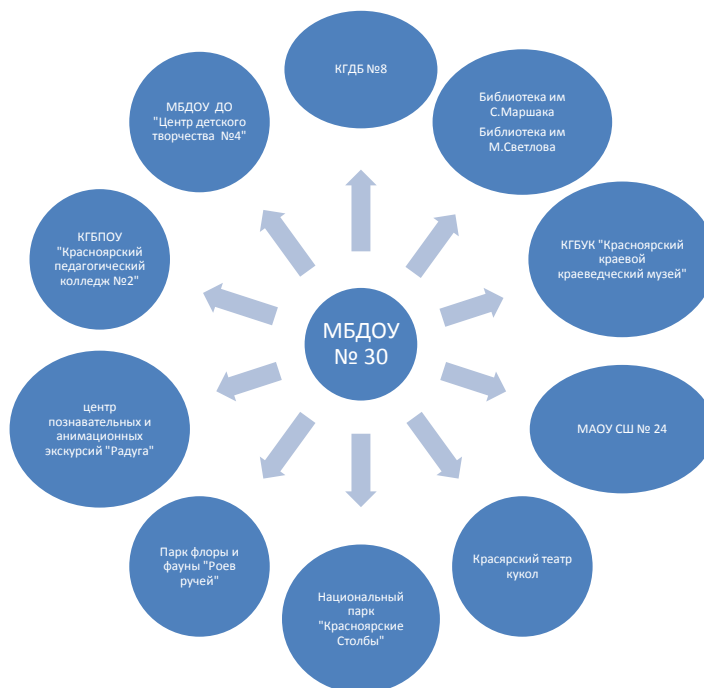 КГДБ №8
Библиотека им
С.Маршака
Библиотека им
М.Светлова
КГБУК "Красноярский
краевой
краеведческий музей"
МАОУ СШ № 24
Красярский театр
кукол
Национальный
парк
"Красноярские
Столбы"
Парк флоры и
фауны "Роев
ручей"
центр
познавательных и
анимационных
экскурсий "Радуга"
КГБПОУ
"Красноярский
педагогический
колледж №2"
МБДОУ ДО
"Центр детского
творчества №4"
МБДОУ
№ 30